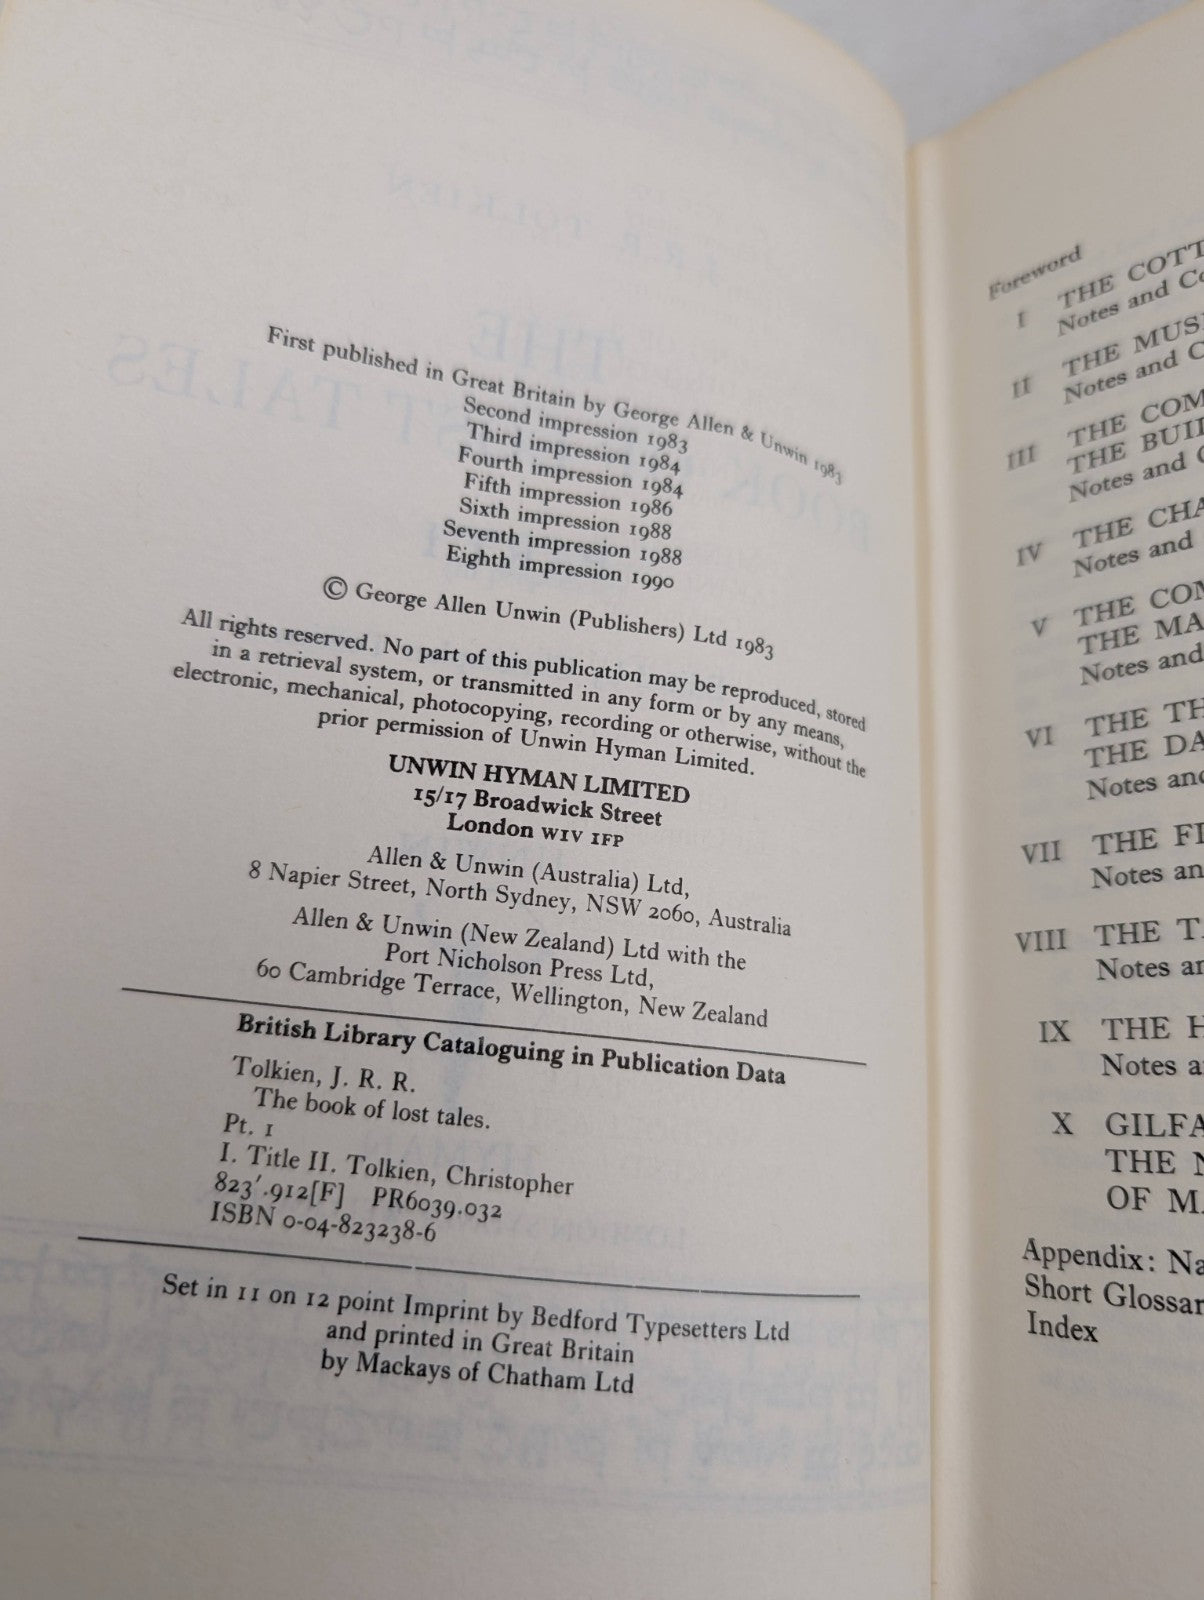 First published in Great Britain by George Allen & Unwin 1983
Second impression 1983
Third impression 1984
Fourth impression 1984
Fifth impression 1986
Sixth impression 1988
Seventh impression 1988
Eighth impression 1990
© George Allen Unwin (Publishers) Ltd 1983
All rights reserved. No part of this publication may be reproduced, stored
in a retrieval system, or transmitted in any form or by any means,
electronic, mechanical, photocopying, recording or otherwise, without the
prior permission of Unwin Hyman Limited.
UNWIN HYMAN LIMITED
15/17 Broadwick Street
London W1V 1FP
Allen & Unwin (Australia) Ltd,
8 Napier Street, North Sydney, NSW 2060, Australia
Allen & Unwin (New Zealand) Ltd with the
Port Nicholson Press Ltd,
60 Cambridge Terrace, Wellington, New Zealand
British Library Cataloguing in Publication Data
Tolkien, J. R. R.
The book of lost tales.
Pt. 1
I. Title II. Tolkien, Christopher
823'.912[F] PR6039.032
ISBN 0-04-823238-6
Set in 11 on 12 point Imprint by Bedford Typesetters Ltd
and printed in Great Britain
by Mackays of Chatham Ltd
Foreword
I THE COTT
Notes and Co
II THE MUSI
Notes and C
III THE COM
THE BUIL
Notes and C
IV THE CHA
Notes and
V THE COM
THE MA
Notes and
VI THE TH
THE DA
Notes and
VII THE FL
Notes an
VIII THE TA
Notes an
IX THE H
Notes a
X GILFA
THE N
OF MA
Appendix: Na
Short Glossar
Index